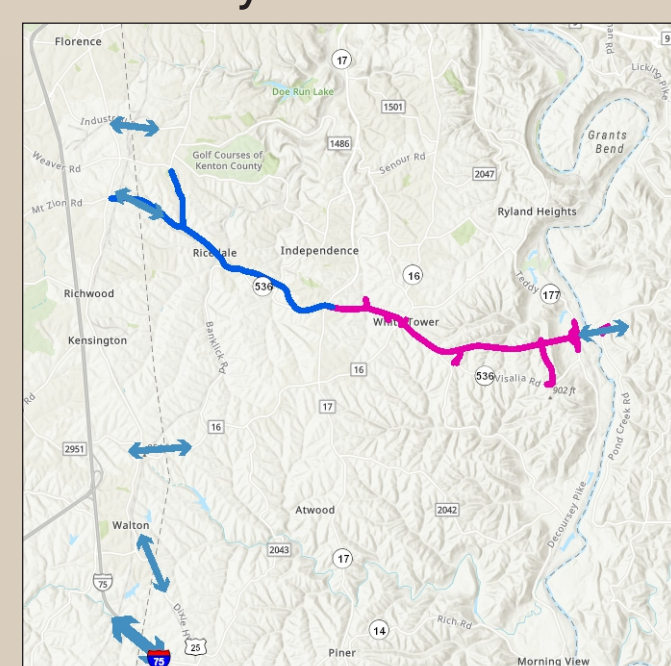 Florence
17
Doe Run Lake
Licking Pike
1501
Industr
Grants
Bend
1486
Golf Courses of
Kenton County
Senour Rd
Weaver Rd
2047
Mt Zion Rd
Ryland Heights
Independence
Ricedale
16
Teddy
536
177
Richwood
White Tower
Kensington
Banklick Rd
16
536
Visalia Rd
902 ft
17
Rd
Pond Creek Rd
16
2951
Atwood
2042
Decoursey Pike
Walton
2043
17
75
Dixie H
Rich Rd
14
25
75
Piner
Morning View